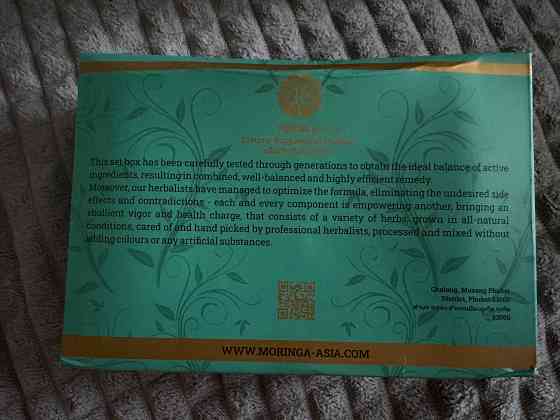 This set box has been carefully tested through generations to obtain the ideal balance of active
ingredients, resulting in combined, well-balanced and highly efficient remedy.
Moreover, our herbalists have managed to optimize the formula, eliminating the undesired side
effects and contradictions - each and every component is empowering another, bringing an
ebullient vigor and health charge, that consists of a variety of herbs, grown in all-natural
conditions, cared of and hand picked by professional herbalists, processed and mixed without
adding colours or any artificial substances.
Chalong, Mueang Phuket
District, Phuket 83000
83000
WWW.MORINGA-ASIA.COM